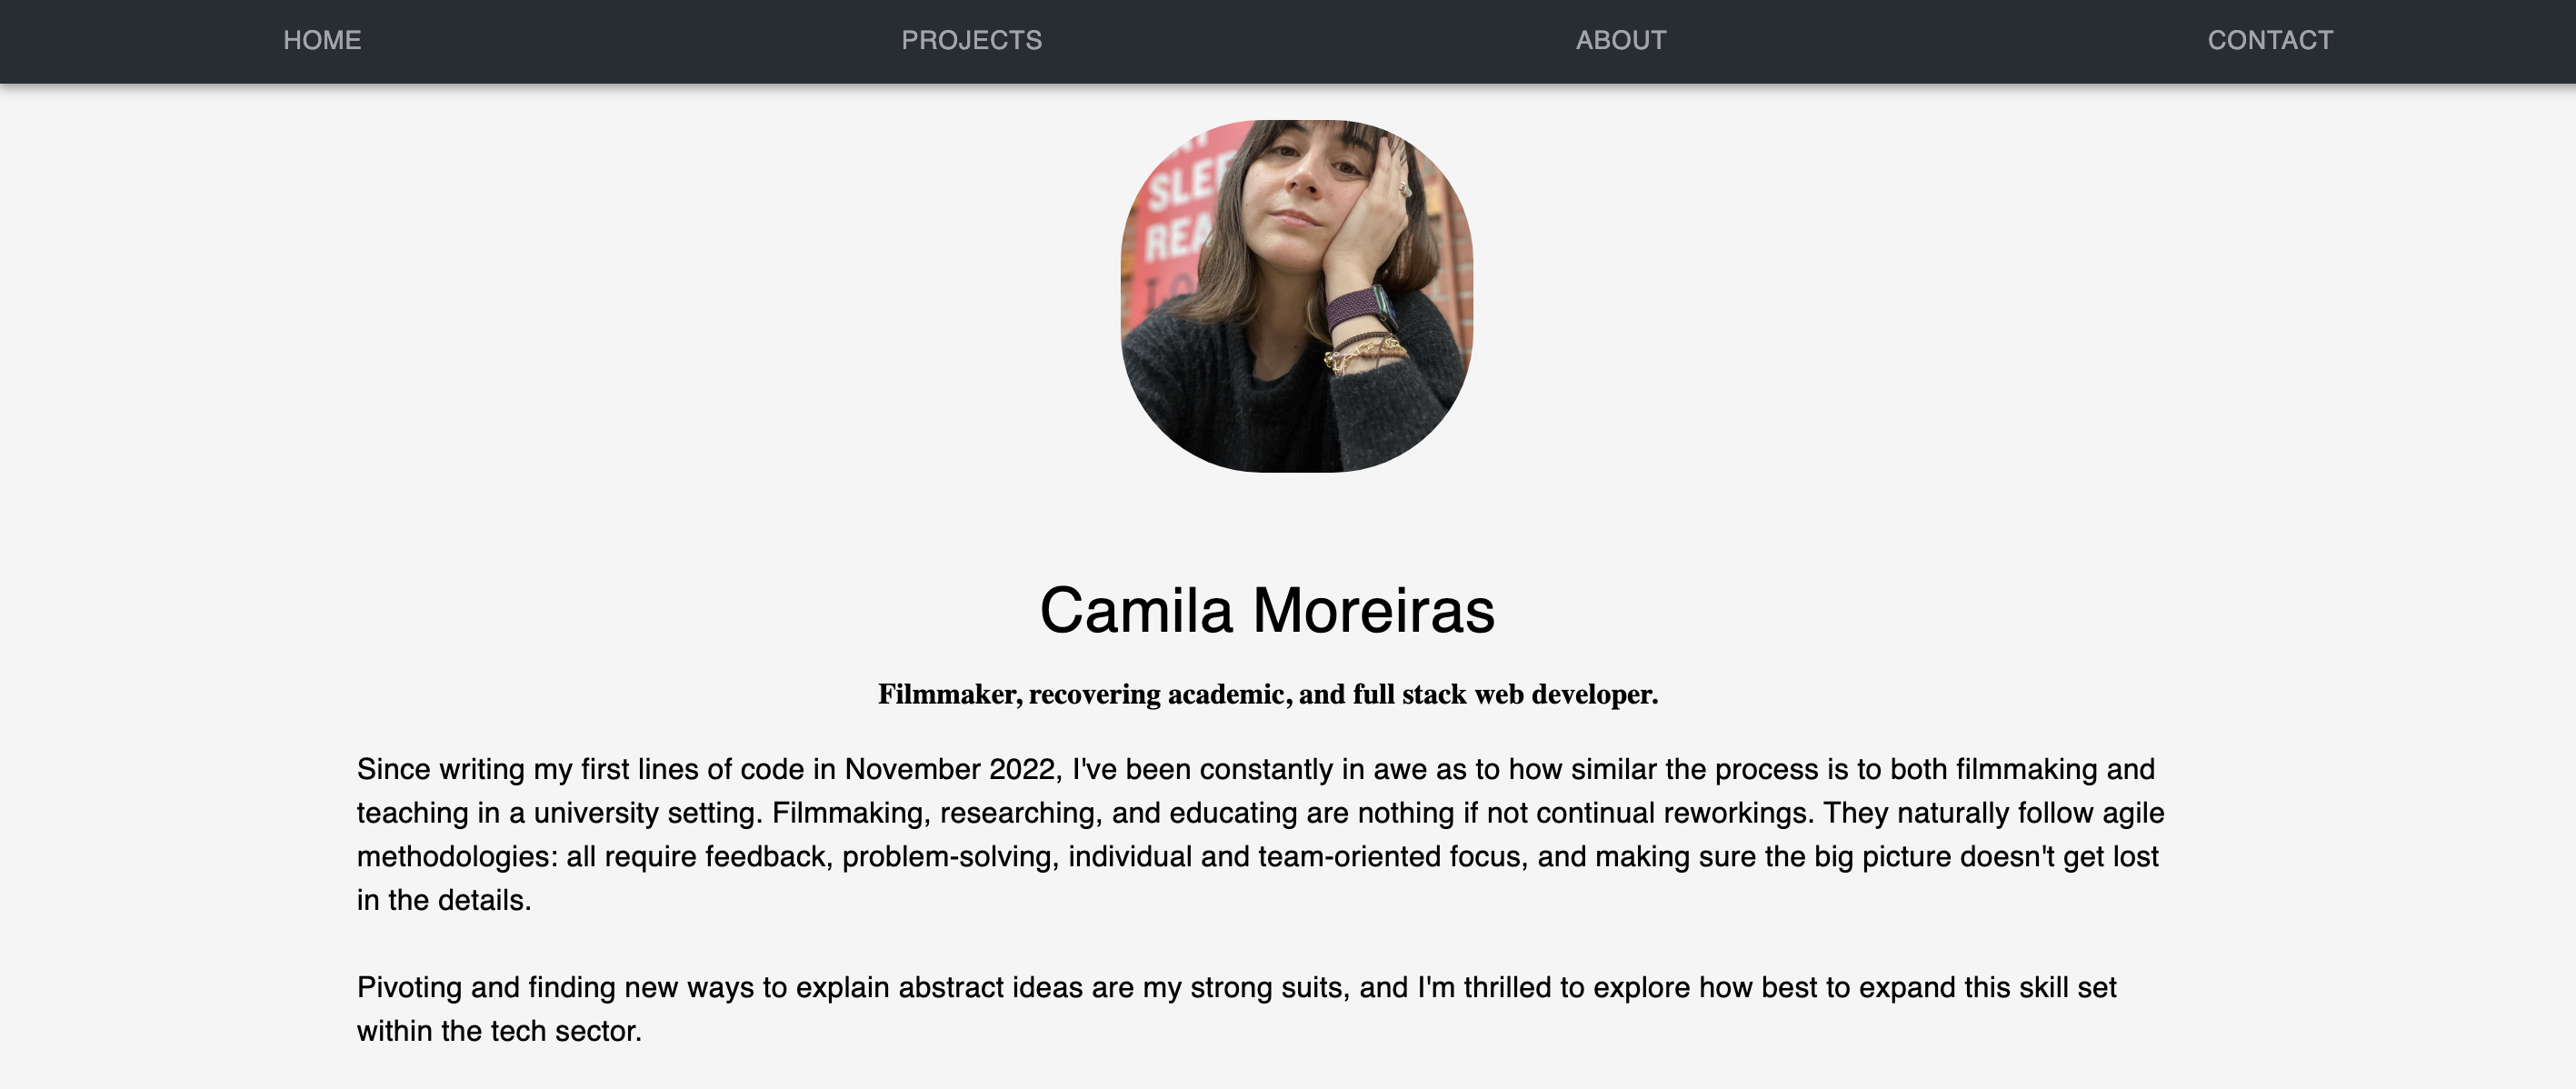 HOME PROJECTS ABOUT CONTACT
SLEE
REA
LO
Camila Moreiras
Filmmaker, recovering academic, and full stack web developer.
Since writing my first lines of code in November 2022, I've been constantly in awe as to how similar the process is to both filmmaking and
teaching in a university setting. Filmmaking, researching, and educating are nothing if not continual reworkings. They naturally follow agile
methodologies: all require feedback, problem-solving, individual and team-oriented focus, and making sure the big picture doesn't get lost
in the details.
Pivoting and finding new ways to explain abstract ideas are my strong suits, and I'm thrilled to explore how best to expand this skill set
within the tech sector.